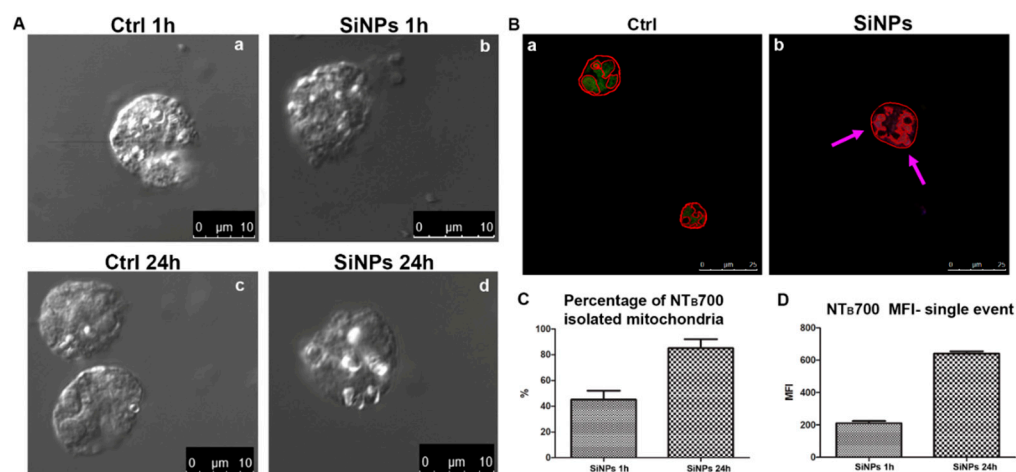 A
Ctrl 1h
a
0 µm 10
SiNPs 1h
b
0 µm 10
Ctrl 24h
c
0 µm 10
SiNPs 24h
d
0 µm 10
B
Ctrl
a
0 µm 25
SiNPs
b
0 µm 25
C
Percentage of NTB700
isolated mitochondria
100
80
60
40
20
0
%
SiNPs 1h
SiNPs 24h
D
NTB700 MFI- single event
800
600
400
200
0
MFI
SiNPs 1h
SiNPs 24h